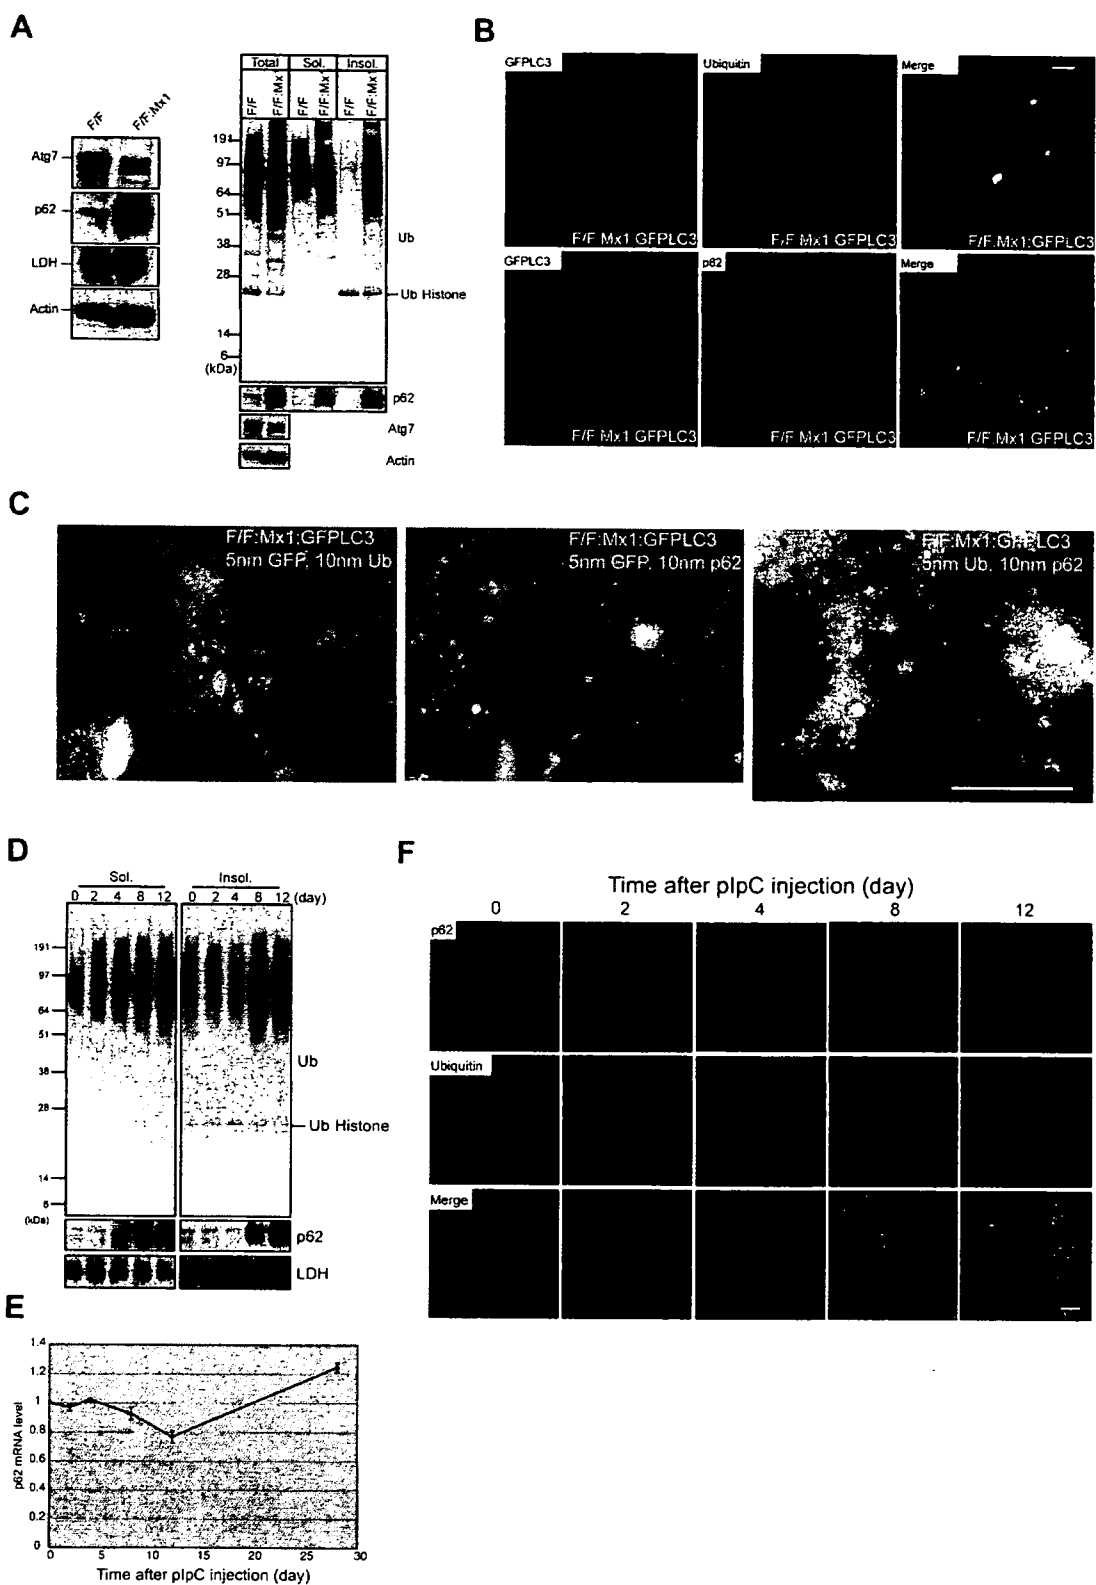 A
F/F
F/F:Mx1
Atg7
p62
LDH
Actin
Total Sol. Insol.
F/F F/F:Mx1 F/F F/F:Mx1 F/F F/F:Mx1
191
97
64
51
38
28
14
6
(kDa)
Ub
Ub Histone
p62
Atg7
Actin
B
GFPLC3 Ubiquitin Merge
F/F Mx1 GFPLC3 F/F Mx1 GFPLC3 F/F.Mx1:GFPLC3
GFPLC3 p62 Merge
F/F Mx1 GFPLC3 F/F Mx1 GFPLC3 F/F.Mx1 GFPLC3
C
F/F:Mx1:GFPLC3
5nm GFP, 10nm Ub
F/F:Mx1:GFPLC3
5nm GFP, 10nm p62
F/F:Mx1:GFPLC3
5nm Ub, 10nm p62
D
Sol. Insol.
0 2 4 8 12 0 2 4 8 12 (day)
191
97
64
51
38
28
14
6
(kDa)
Ub
Ub Histone
p62
LDH
E
1.4
1.2
1
0.8
0.6
0.4
0.2
0
p62 mRNA level
0 5 10 15 20 25 30
Time after pIpC injection (day)
F
Time after pIpC injection (day)
0 2 4 8 12
p62
Ubiquitin
Merge